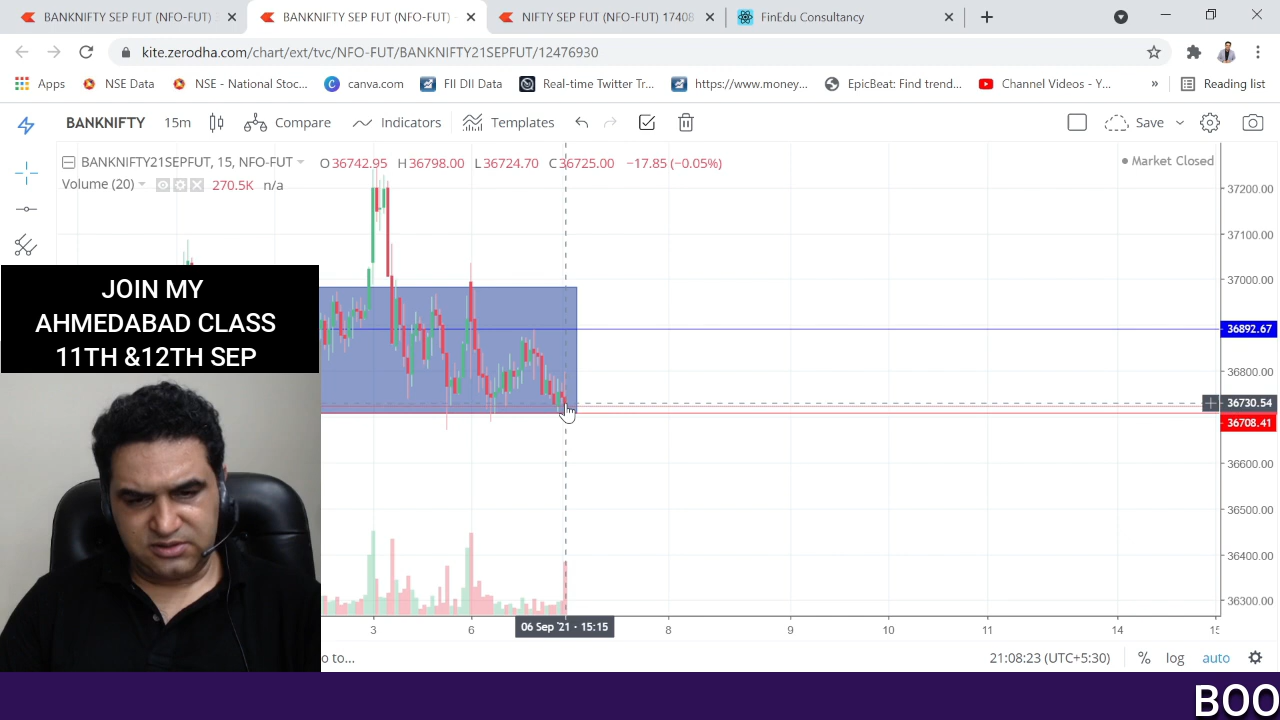 BANKNIFTY SEP FUT (NFO-FUT)
BANKNIFTY SEP FUT (NFO-FUT)
NIFTY SEP FUT (NFO-FUT) 17408
FinEdu Consultancy
kite.zerodha.com/chart/ext/tvc/NFO-FUT/BANKNIFTY21SEPFUT/12476930
Apps
NSE Data
NSE - National Stoc...
canva.com
FII DII Data
Real-time Twitter Tr...
https://www.money...
EpicBeat: Find trend...
Channel Videos - Y...
»
Reading list
BANKNIFTY
15m
Compare
Indicators
Templates
Save
BANKNIFTY21SEPFUT, 15, NFO-FUT
O36742.95 H36798.00 L36724.70 C36725.00 −17.85 (−0.05%)
Market Closed
Volume (20)
270.5K n/a
37200.00
37100.00
37000.00
36892.67
36800.00
36730.54
36708.41
36600.00
36500.00
36400.00
36300.00
JOIN MY
AHMEDABAD CLASS
11TH &12TH SEP
3
6
06 Sep '21 · 15:15
8
9
10
11
14
15
o to...
21:08:23 (UTC+5:30)
%
log
auto
BOO